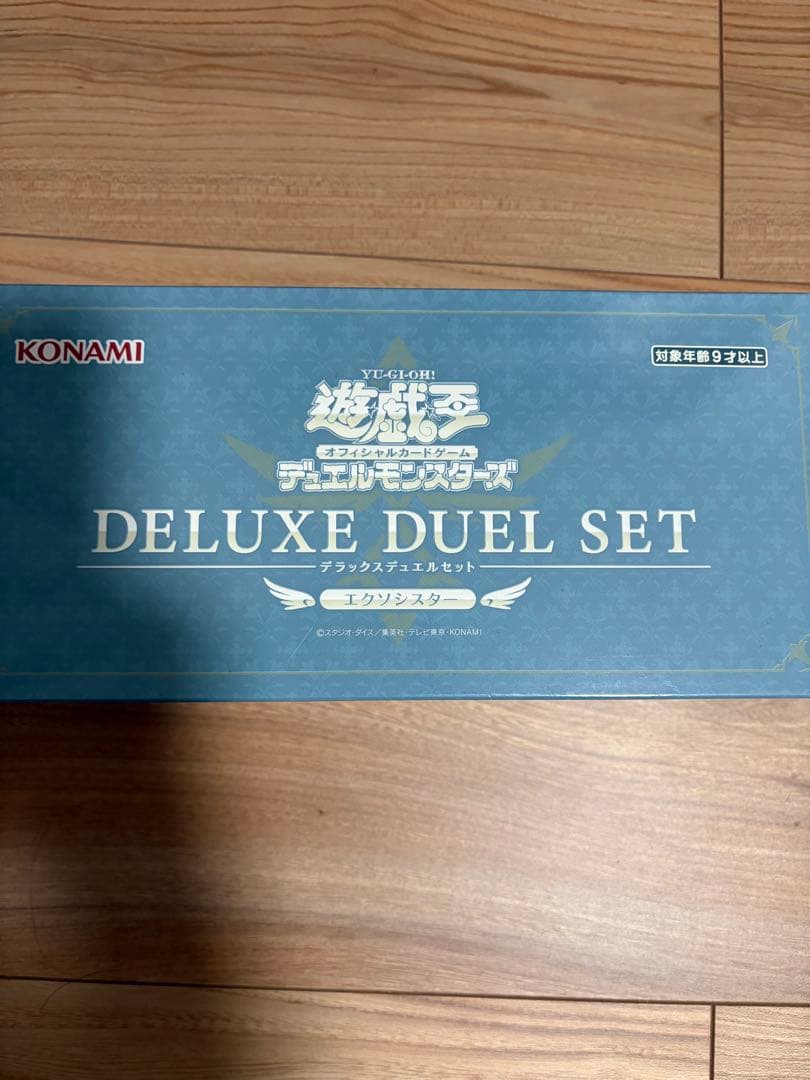 KONAMI
対象年齢9才以上
YU-GI-OH!
遊戯王
オフィシャルカードゲーム
デュエルモンスターズ
DELUXE DUEL SET
デラックスデュエルセット
エクソシスター
©スタジオ・ダイス/集英社・テレビ東京・KONAMI